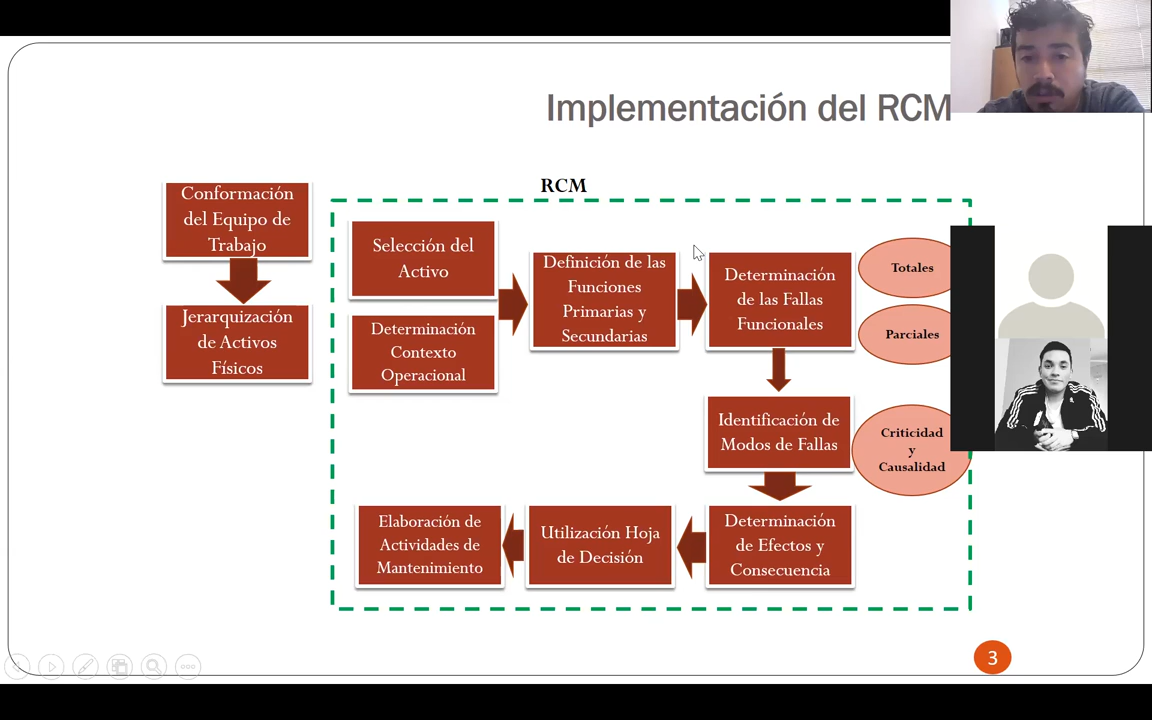 Implementación del RCM
RCM
Conformación
del Equipo de
Trabajo
Jerarquización
de Activos
Físicos
Selección del
Activo
Determinación
Contexto
Operacional
Definición de las
Funciones
Primarias y
Secundarias
Determinación
de las Fallas
Funcionales
Totales
Parciales
Identificación de
Modos de Fallas
Criticidad
y
Causalidad
Determinación
de Efectos y
Consecuencia
Utilización Hoja
de Decisión
Elaboración de
Actividades de
Mantenimiento
3